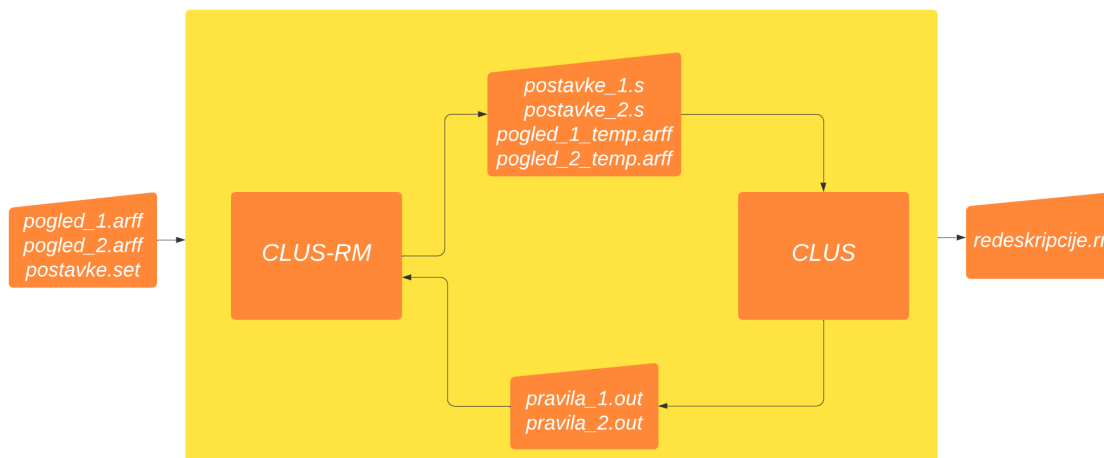 pogled_1.arff
pogled_2.arff
postavke.set
CLUS-RM
postavke_1.s
postavke_2.s
pogled_1_temp.arff
pogled_2_temp.arff
CLUS
pravila_1.out
pravila_2.out